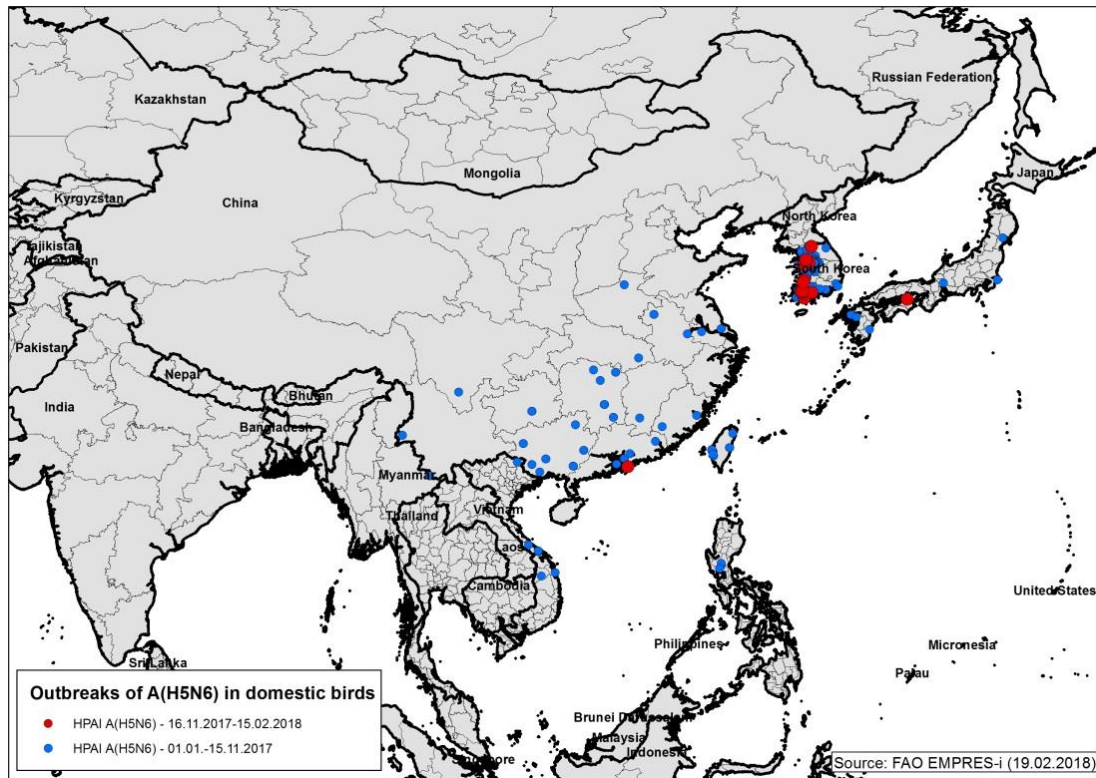 Russian Federation
Kazakhstan
Mongolia
Japan
Kyrgyzstan
China
North Korea
Tajikistan
Afghanistan
South Korea
Pakistan
Nepal
Bhutan
India
Bangladesh
Myanmar
Vietnam
Thailand
Laos
Cambodia
United States
Philippines
Micronesia
Sri Lanka
Palau
Outbreaks of A(H5N6) in domestic birds
HPAI A(H5N6) - 16.11.2017-15.02.2018
HPAI A(H5N6) - 01.01.-15.11.2017
Brunei Darussalam
Malaysia
Indonesia
Singapore
Source: FAO EMPRES-i (19.02.2018)